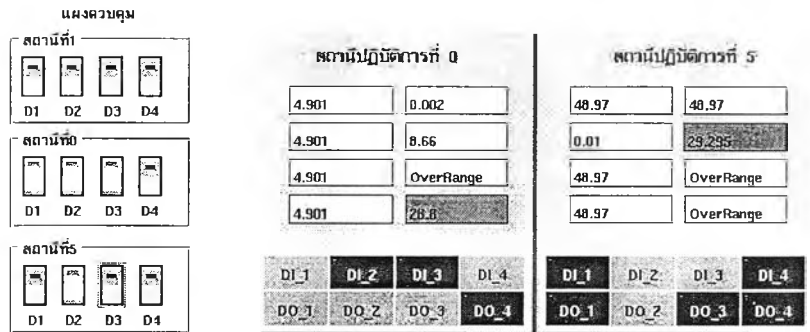 แผงควบคุม
สถานีที่1
D1 D2 D3 D4
สถานีที่0
D1 D2 D3 D4
สถานีที่5
D1 D2 D3 D4
สถานีปฏิบัติการที่ 0
4.901 0.002
4.901 8.66
4.901 OverRange
4.901 28.8
DI_1 DI_2 DI_3 DI_4
DO_1 DO_2 DO_3 DO_4
สถานีปฏิบัติการที่ 5
48.97 48.97
0.01 29.295
48.97 OverRange
48.97 OverRange
DI_1 DI_2 DI_3 DI_4
DO_1 DO_2 DO_3 DO_4